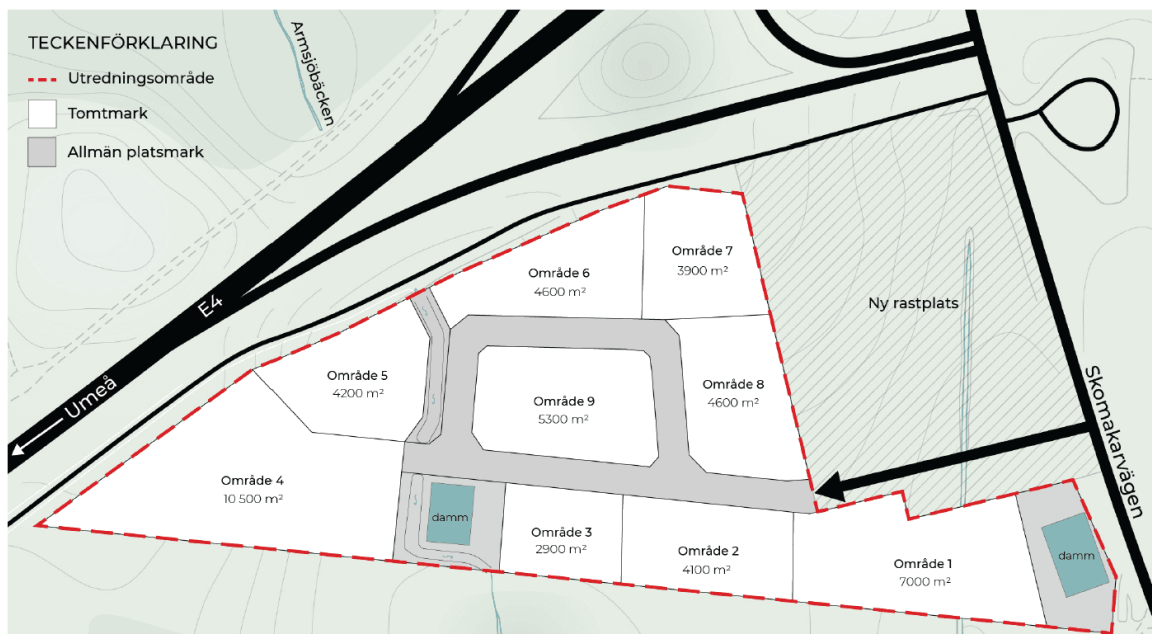 TECKENFÖRKLARING
Utredningsområde
Tomtmark
Allmän platsmark
Armsjöbäcken
E4
Umeå
Område 7
3900 m²
Område 6
4600 m²
Ny rastplats
Område 5
4200 m²
Område 8
4600 m²
Område 9
5300 m²
Skomakarvägen
Område 4
10 500 m²
damm
Område 3
2900 m²
Område 2
4100 m²
Område 1
7000 m²
damm